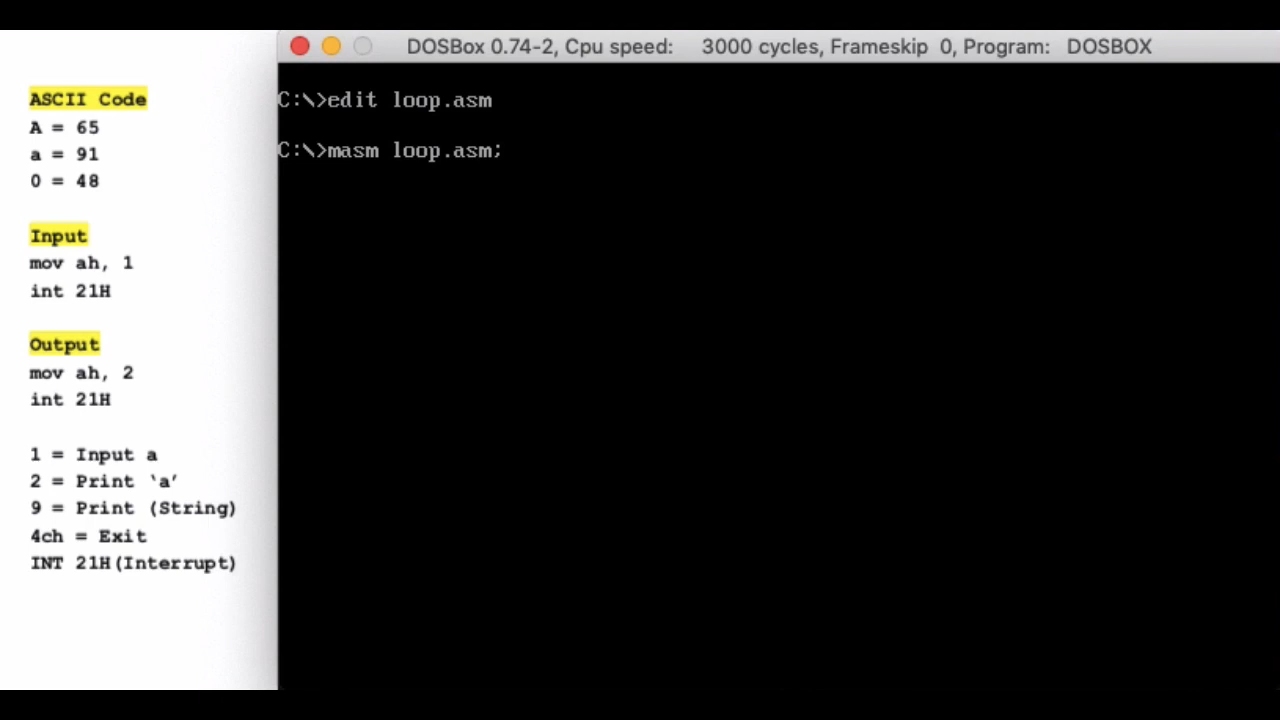 ASCII Code
A = 65
a = 91
0 = 48
Input
mov ah, 1
int 21H
Output
mov ah, 2
int 21H
1 = Input a
2 = Print ‘a’
9 = Print (String)
4ch = Exit
INT 21H(Interrupt)
DOSBox 0.74-2, Cpu speed: 3000 cycles, Frameskip 0, Program: DOSBOX
C:\>edit loop.asm
C:\>masm loop.asm;